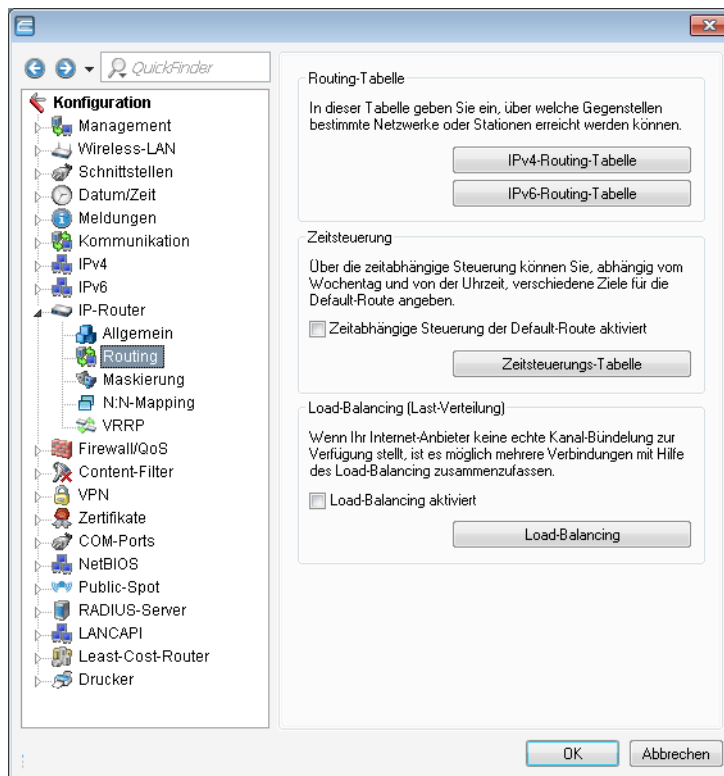 QuickFinder
Konfiguration
Management
Wireless-LAN
Schnittstellen
Datum/Zeit
Meldungen
Kommunikation
IPv4
IPv6
IP-Router
Allgemein
Routing
Maskierung
N:N-Mapping
VRRP
Firewall/QoS
Content-Filter
VPN
Zertifikate
COM-Ports
NetBIOS
Public-Spot
RADIUS-Server
LANCAPI
Least-Cost-Router
Drucker
Routing-Tabelle
In dieser Tabelle geben Sie ein, über welche Gegenstellen
bestimmte Netzwerke oder Stationen erreicht werden können.
IPv4-Routing-Tabelle
IPv6-Routing-Tabelle
Zeitsteuerung
Über die zeitabhängige Steuerung können Sie, abhängig vom
Wochentag und von der Uhrzeit, verschiedene Ziele für die
Default-Route angeben.
Zeitabhängige Steuerung der Default-Route aktiviert
Zeitsteuerungs-Tabelle
Load-Balancing (Last-Verteilung)
Wenn Ihr Internet-Anbieter keine echte Kanal-Bündelung zur
Verfügung stellt, ist es möglich mehrere Verbindungen mit Hilfe
des Load-Balancing zusammenzufassen.
Load-Balancing aktiviert
Load-Balancing
OK
Abbrechen